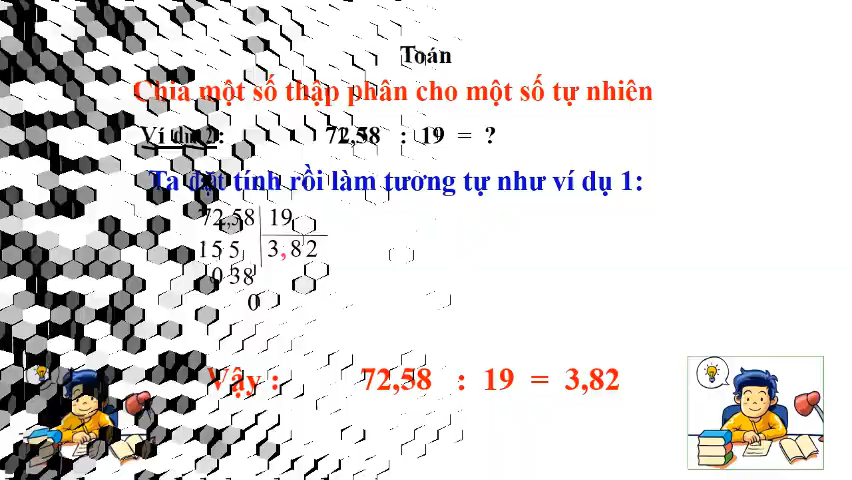 Toán
Chia một số thập phân cho một số tự nhiên
Ví dụ 2: 72,58 : 19 = ?
Ta đặt tính rồi làm tương tự như ví dụ 1:
72,58 19
15 5 3,82
0 38
0
Vậy : 72,58 : 19 = 3,82